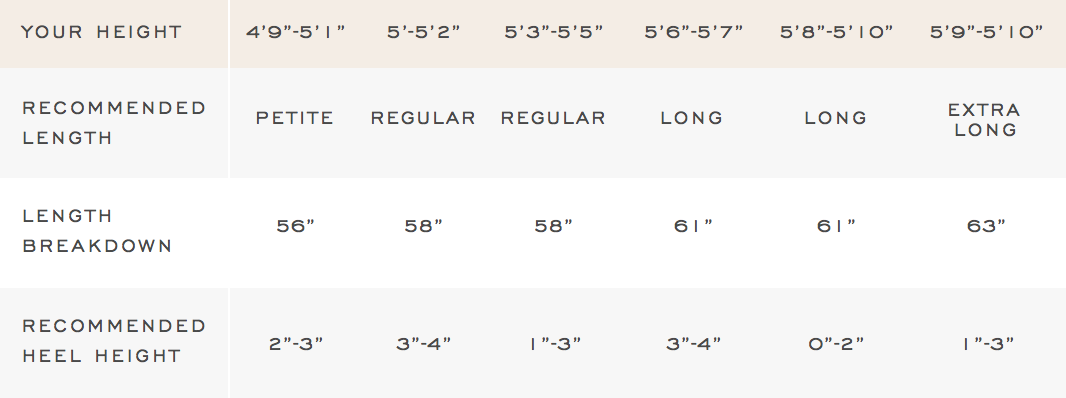 YOUR HEIGHT 4’9”-5’1” 5’-5’2” 5’3”-5’5” 5’6”-5’7” 5’8”-5’10” 5’9”-5’10”
RECOMMENDED LENGTH PETITE REGULAR REGULAR LONG LONG EXTRA LONG
LENGTH BREAKDOWN 56” 58” 58” 61” 61” 63”
RECOMMENDED HEEL HEIGHT 2”-3” 3”-4” 1”-3” 3”-4” 0”-2” 1”-3”